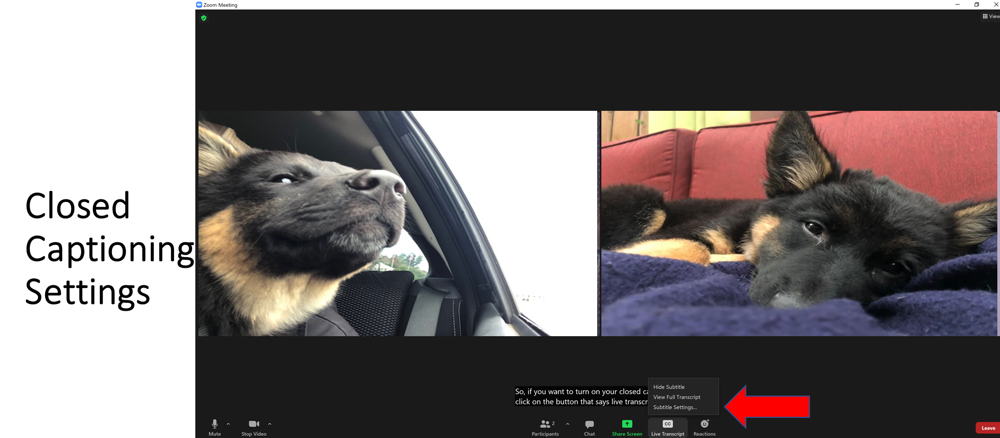 Zoom Meeting
View
Closed
Captioning
Settings
So, if you want to turn on your closed ca
click on the button that says live transcr
Hide Subtitle
View Full Transcript
Subtitle Settings...
Mute
Stop Video
Participants
2
Chat
Share Screen
CC
Live Transcript
Reactions
Leave